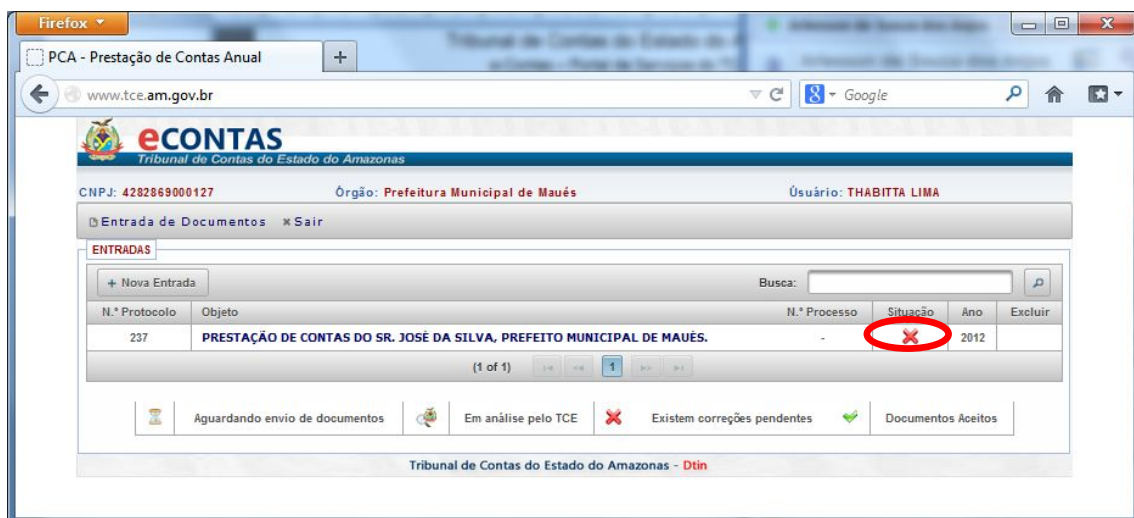 Firefox
PCA - Prestação de Contas Anual
www.tce.am.gov.br
Google
eCONTAS
Tribunal de Contas do Estado do Amazonas
CNPJ: 4282869000127 Órgão: Prefeitura Municipal de Maués Úsuário: THABITTA LIMA
Entrada de Documentos Sair
ENTRADAS
+ Nova Entrada Busca:
N.º Protocolo Objeto N.º Processo Situação Ano Excluir
237 PRESTAÇÃO DE CONTAS DO SR. JOSÉ DA SILVA, PREFEITO MUNICIPAL DE MAUÉS. - 2012
(1 of 1) 1
Aguardando envio de documentos Em análise pelo TCE Existem correções pendentes Documentos Aceitos
Tribunal de Contas do Estado do Amazonas - Dtin